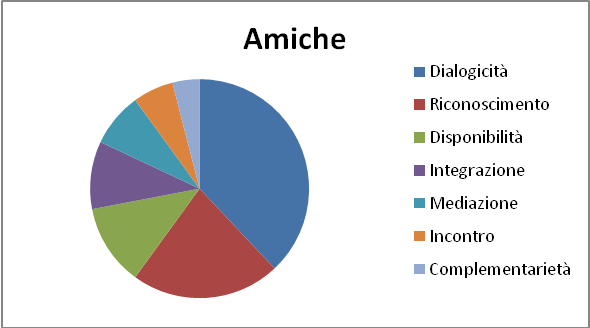 Amiche
Dialogicità
Riconoscimento
Disponibilità
Integrazione
Mediazione
Incontro
Complementarietà